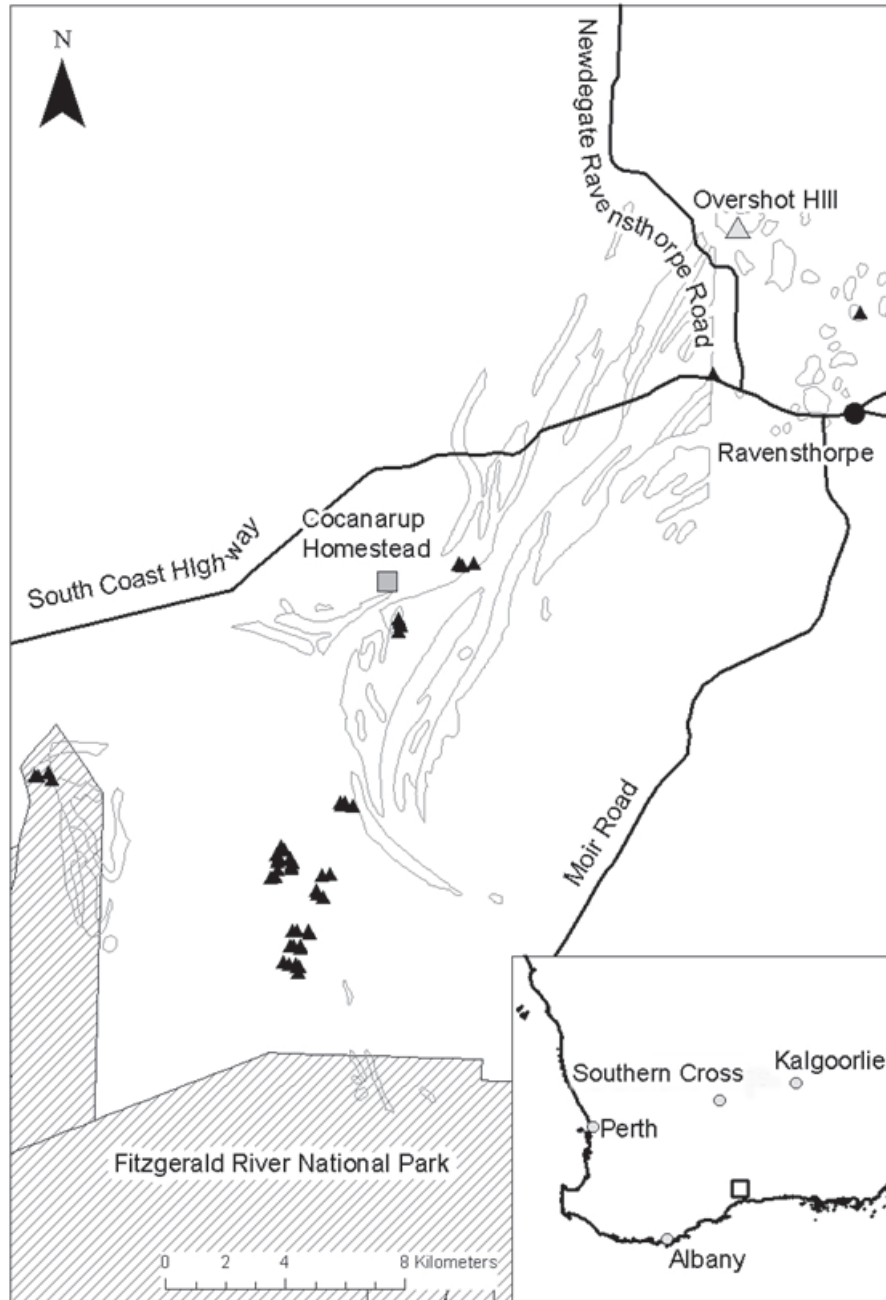 N
Newdegate Ravensthorpe Road
Overshot HIll
Ravensthorpe
Cocanarup
Homestead
South Coast HIghway
Moir Road
Fitzgerald River National Park
0 2 4 8 Kilometers
Kalgoorlie
Southern Cross
Perth
Albany